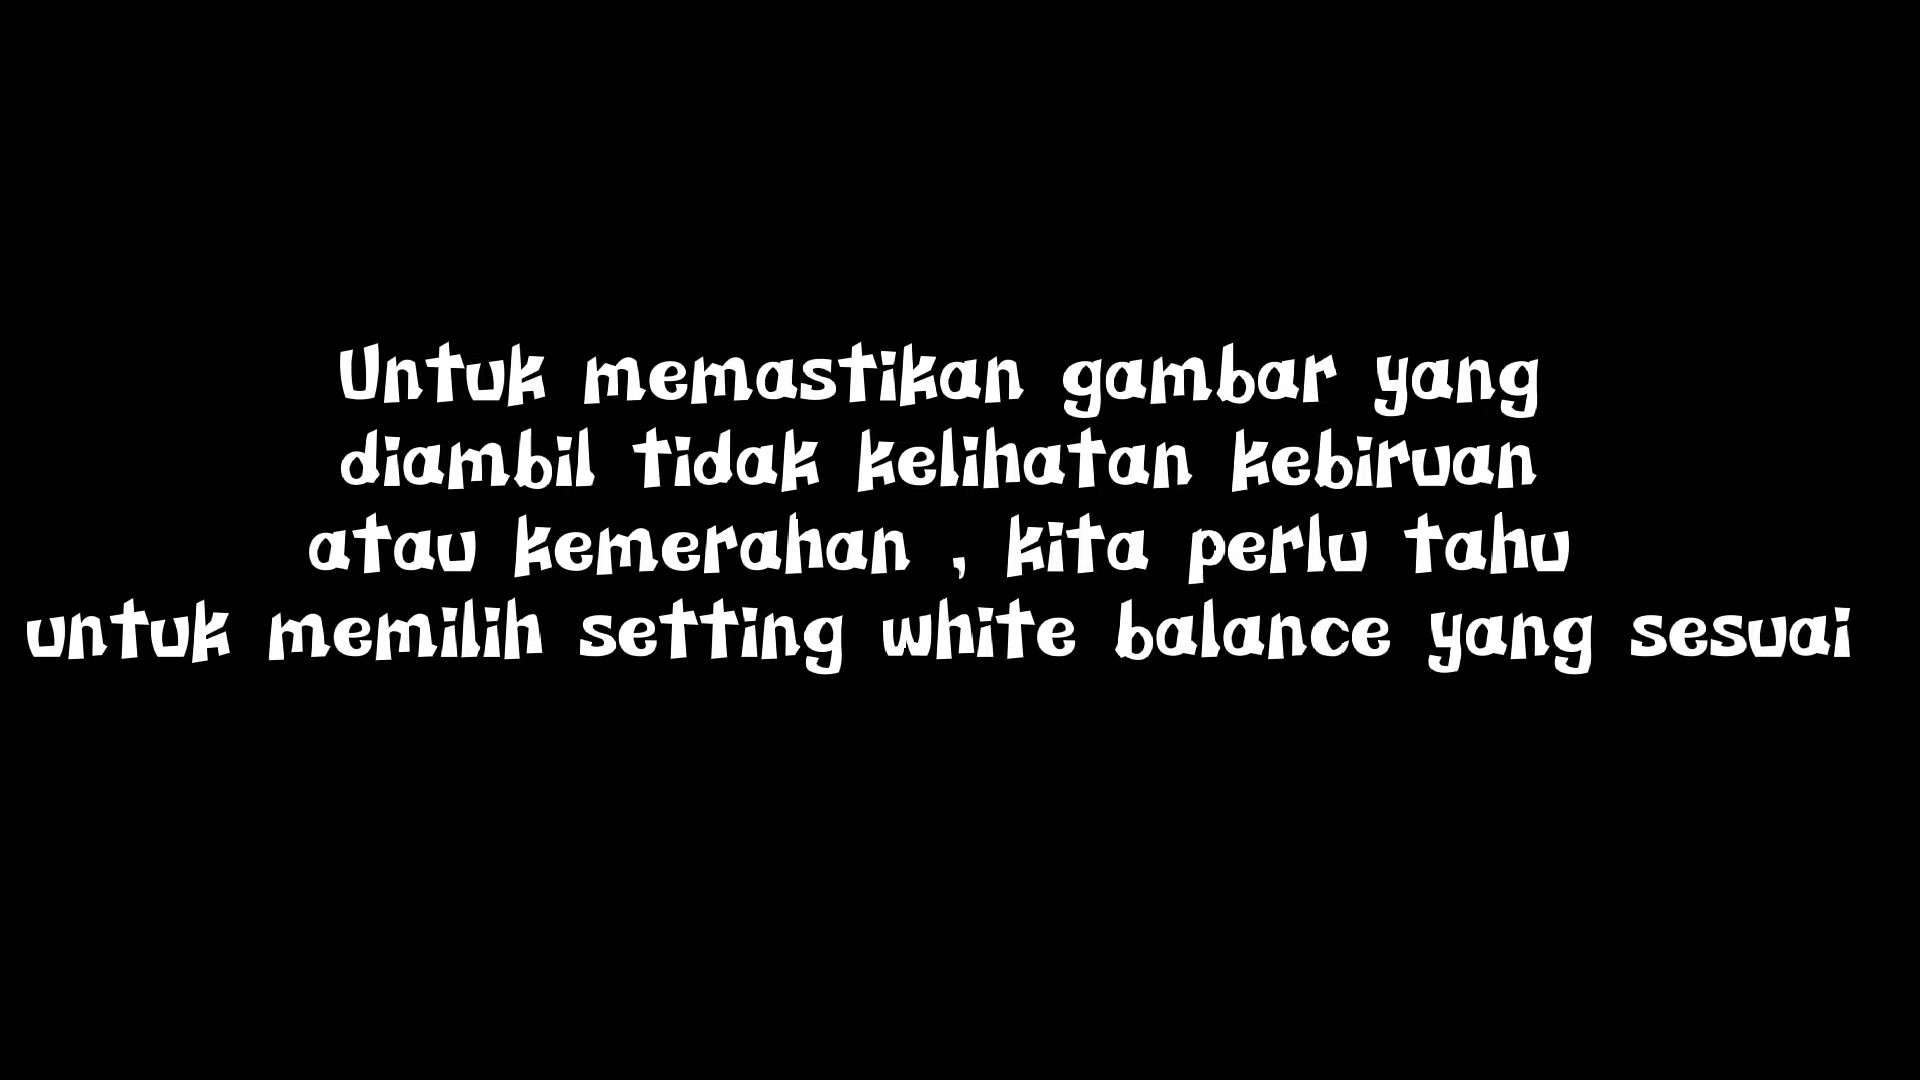 Untuk memastikan gambar yang
diambil tidak kelihatan kebiruan
atau kemerahan , kita perlu tahu
untuk memilih setting white balance yang sesuai